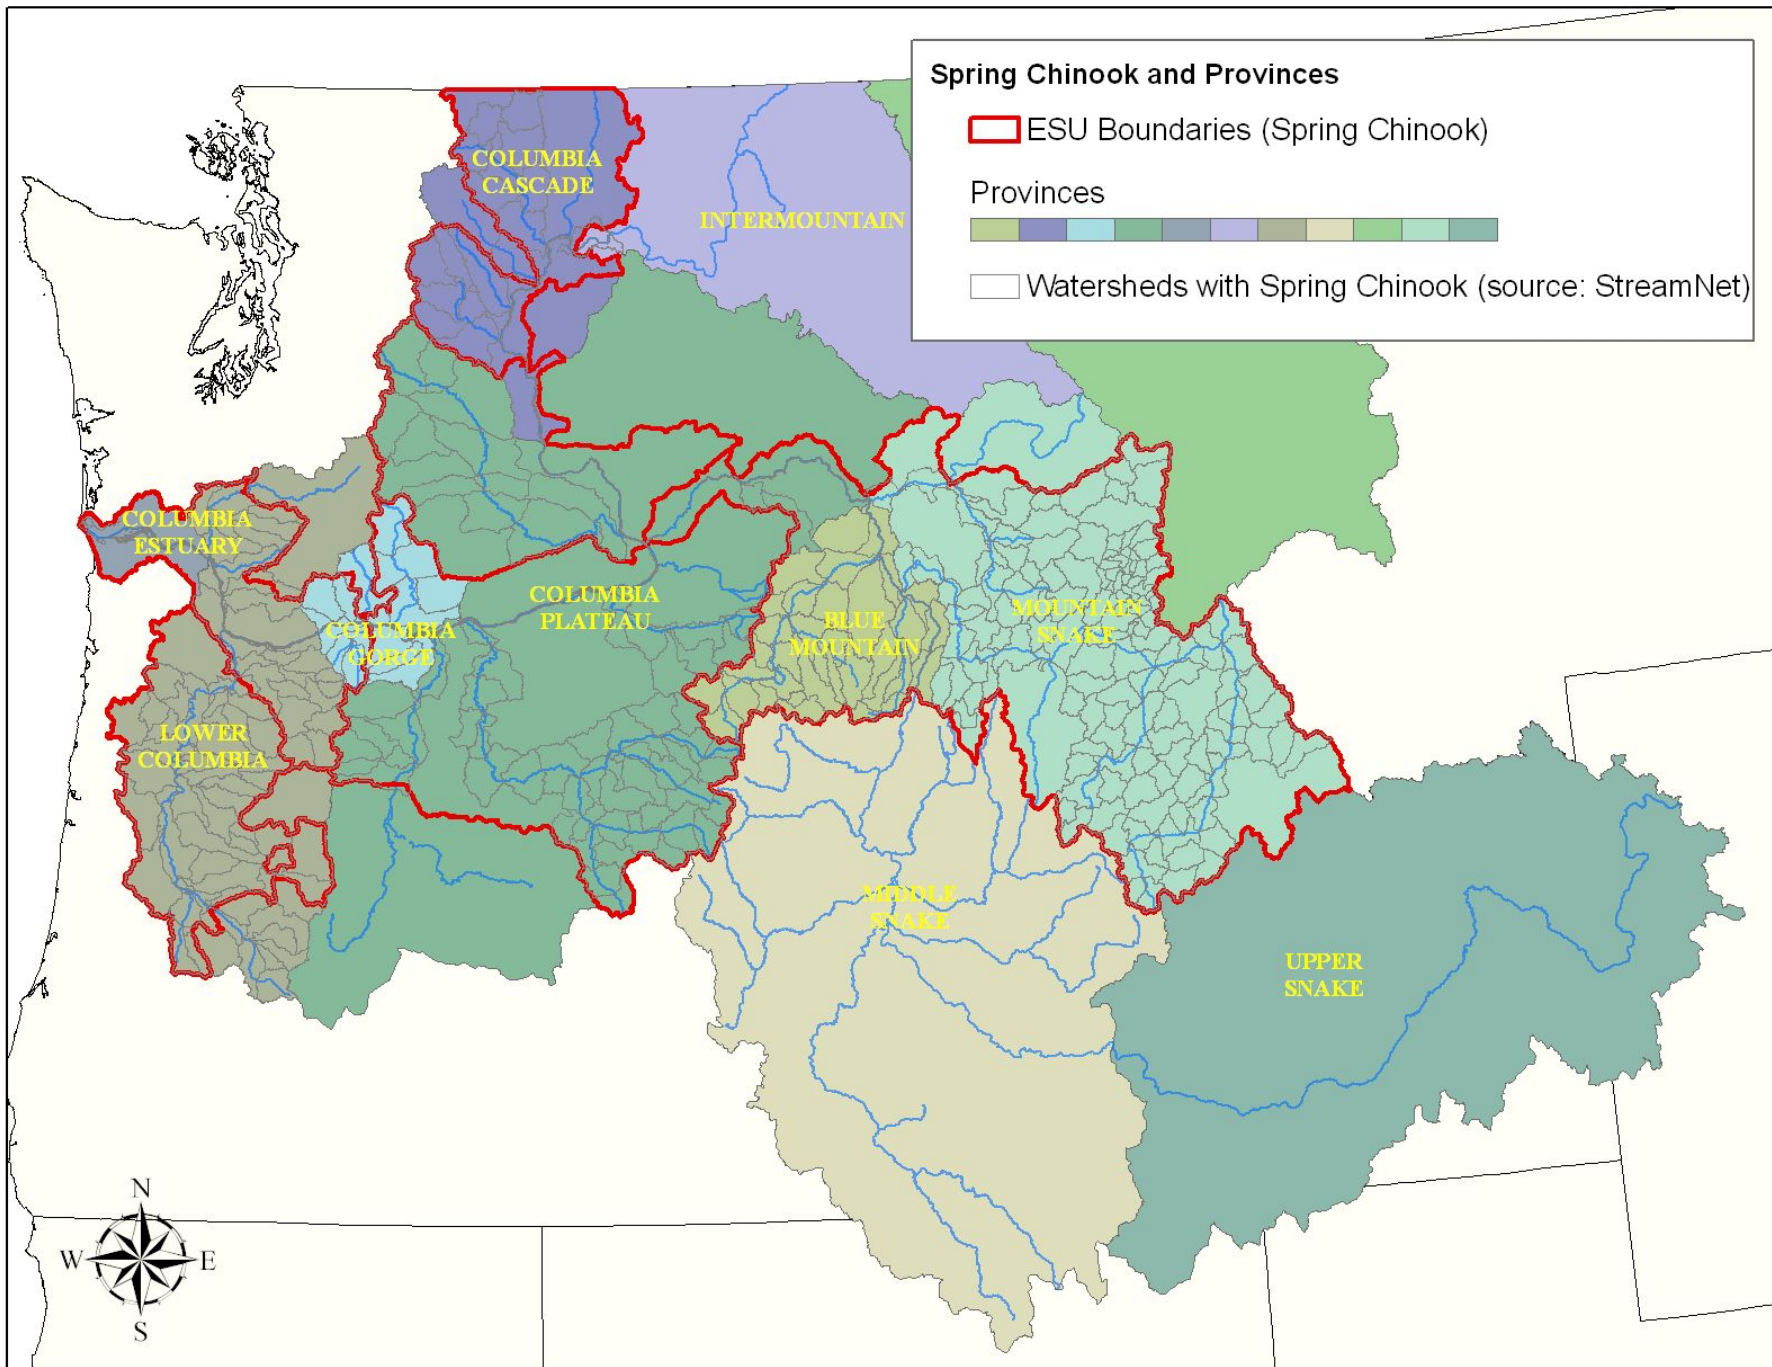 Spring Chinook and Provinces
ESU Boundaries (Spring Chinook)
Provinces
Watersheds with Spring Chinook (source: StreamNet)
COLUMBIA
CASCADE
INTERMOUNTAIN
COLUMBIA
ESTUARY
COLUMBIA
PLATEAU
COLUMBIA
GORGE
BLUE
MOUNTAIN
MOUNTAIN
SNAKE
LOWER
COLUMBIA
MIDDLE
SNAKE
UPPER
SNAKE
N
W
E
S